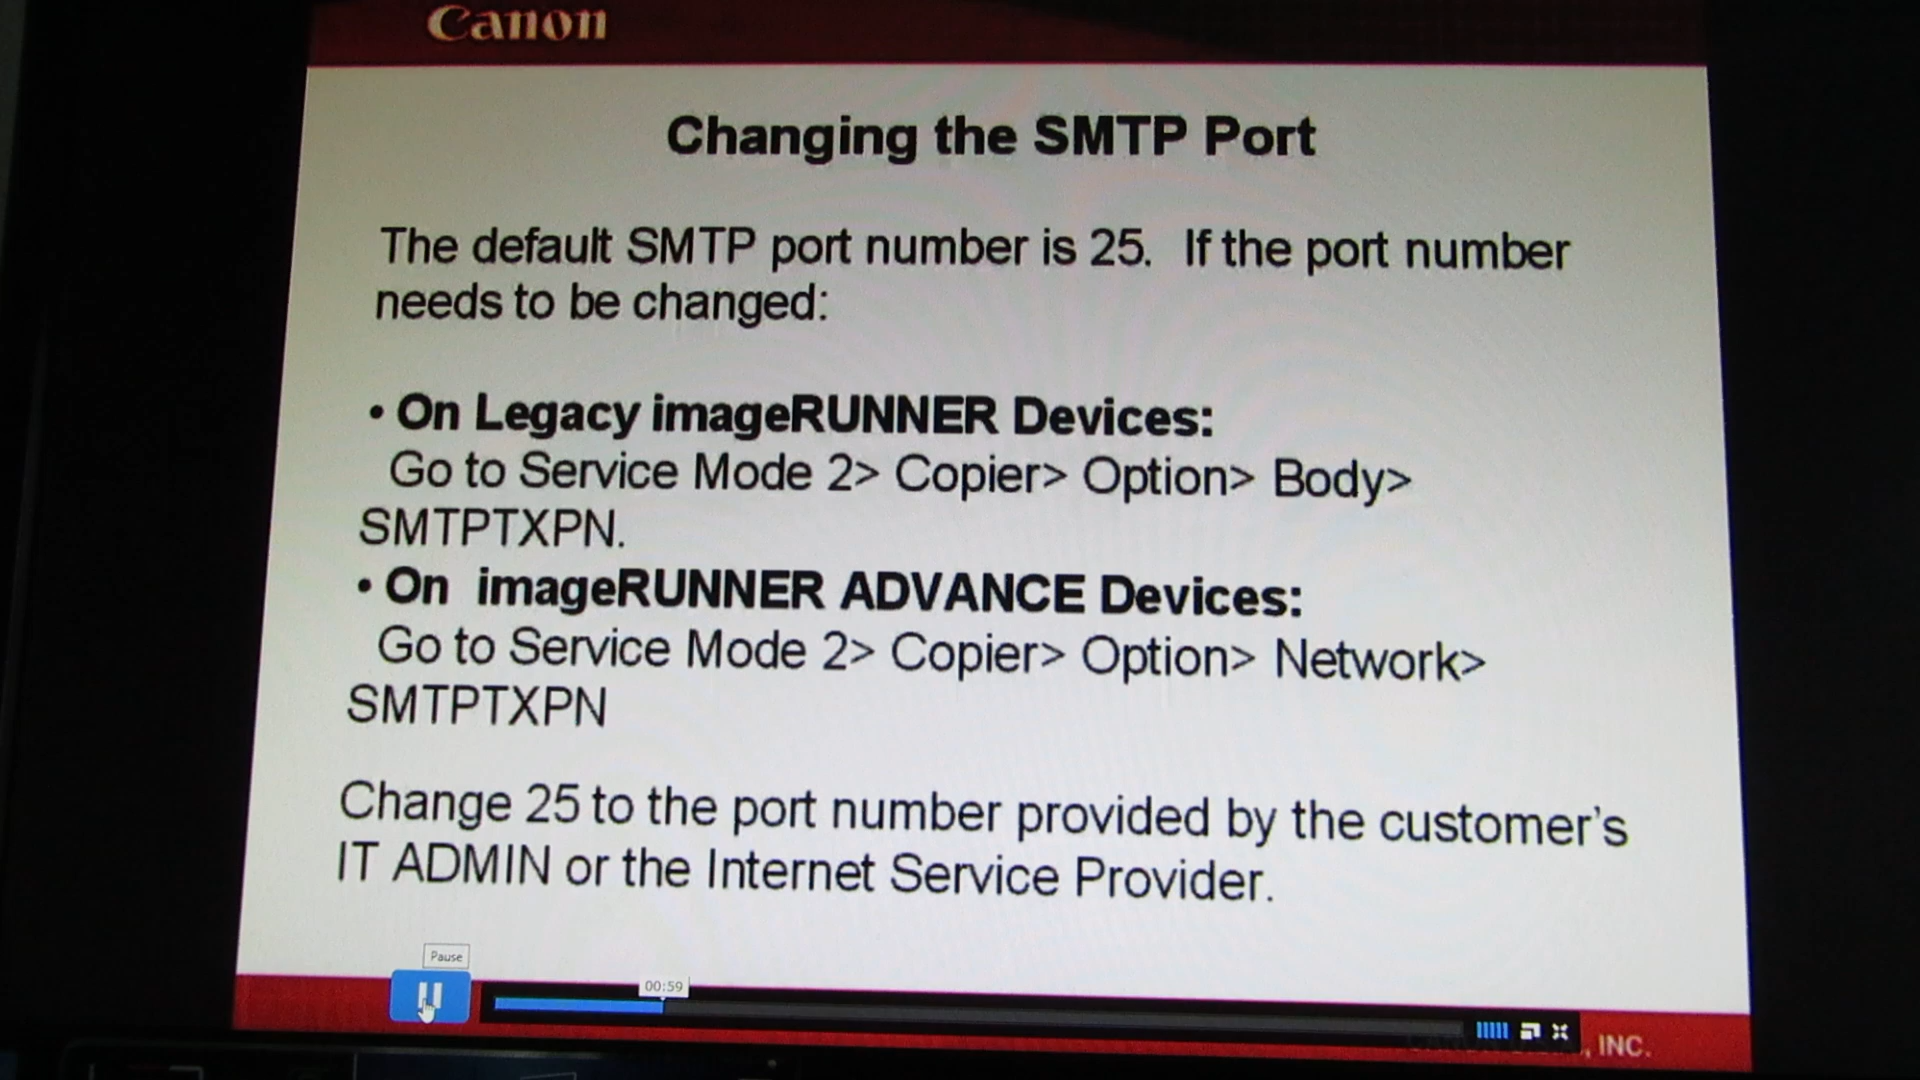 Canon
Changing the SMTP Port
The default SMTP port number is 25. If the port number
needs to be changed:
• On Legacy imageRUNNER Devices:
Go to Service Mode 2> Copier> Option> Body>
SMTPTXPN.
• On imageRUNNER ADVANCE Devices:
Go to Service Mode 2> Copier> Option> Network>
SMTPTXPN
Change 25 to the port number provided by the customer's
IT ADMIN or the Internet Service Provider.
Pause
00:59
, INC.